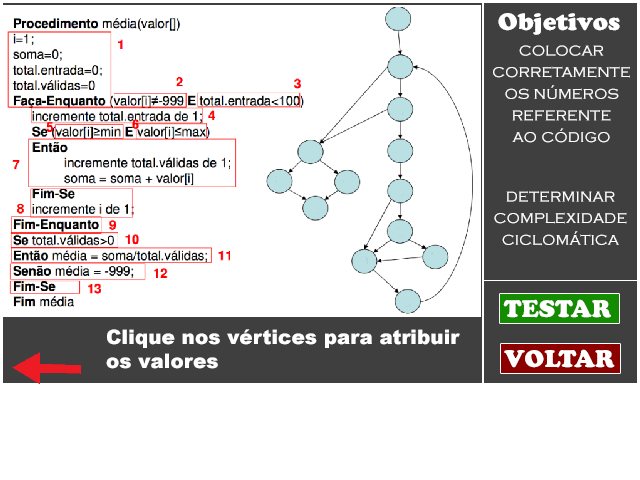 Procedimento média(valor[])
i=1; 1
soma=0;
total.entrada=0;
total.válidas=0 2 3
Faça-Enquanto (valor[i]≠-999 E total.entrada<100)
incremente total.entrada de 1; 4
5 6
Se (valor[i]≥min E valor[i]≤max)
Então
7 incremente total.válidas de 1;
soma = soma + valor[i]
Fim-Se
8 incremente i de 1;
Fim-Enquanto 9
Se total.válidas>0 10
Então média = soma/total.válidas; 11
Senão média = -999; 12
Fim-Se 13
Fim média
Clique nos vértices para atribuir
os valores
Objetivos
COLOCAR
CORRETAMENTE
OS NÚMEROS
REFERENTE
AO CÓDIGO
DETERMINAR
COMPLEXIDADE
CICLOMÁTICA
TESTAR
VOLTAR